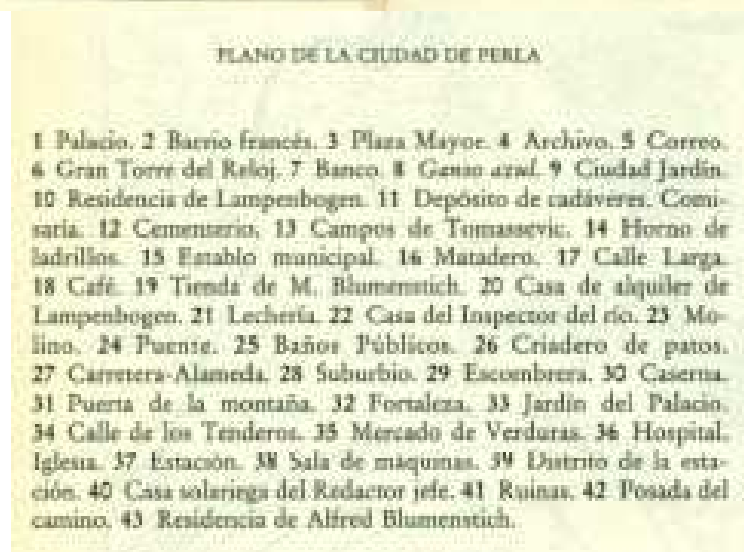 PLANO DE LA CIUDAD DE PERLA
1 Palacio. 2 Barrio francés. 3 Plaza Mayor. 4 Archivo. 5 Correo.
6 Gran Torre del Reloj. 7 Banco. 8 Ganso azul. 9 Ciudad Jardín.
10 Residencia de Lampenbogen. 11 Depósito de cadáveres. Comi-
saría. 12 Cementerio. 13 Campos de Tomassevic. 14 Horno de
ladrillos. 15 Establo municipal. 16 Matadero. 17 Calle Larga.
18 Café. 19 Tienda de M. Blumenstich. 20 Casa de alquiler de
Lampenbogen. 21 Lechería. 22 Casa del Inspector del río. 23 Mo-
lino. 24 Puente. 25 Baños Públicos. 26 Criadero de patos.
27 Carretera-Alameda. 28 Suburbio. 29 Escombrera. 30 Caserna.
31 Puerta de la montaña. 32 Fortaleza. 33 Jardín del Palacio.
34 Calle de los Tenderos. 35 Mercado de Verduras. 36 Hospital.
Iglesia. 37 Estación. 38 Sala de máquinas. 39 Distrito de la esta-
ción. 40 Casa solariega del Redactor jefe. 41 Ruinas. 42 Posada del
camino. 43 Residencia de Alfred Blumenstich.